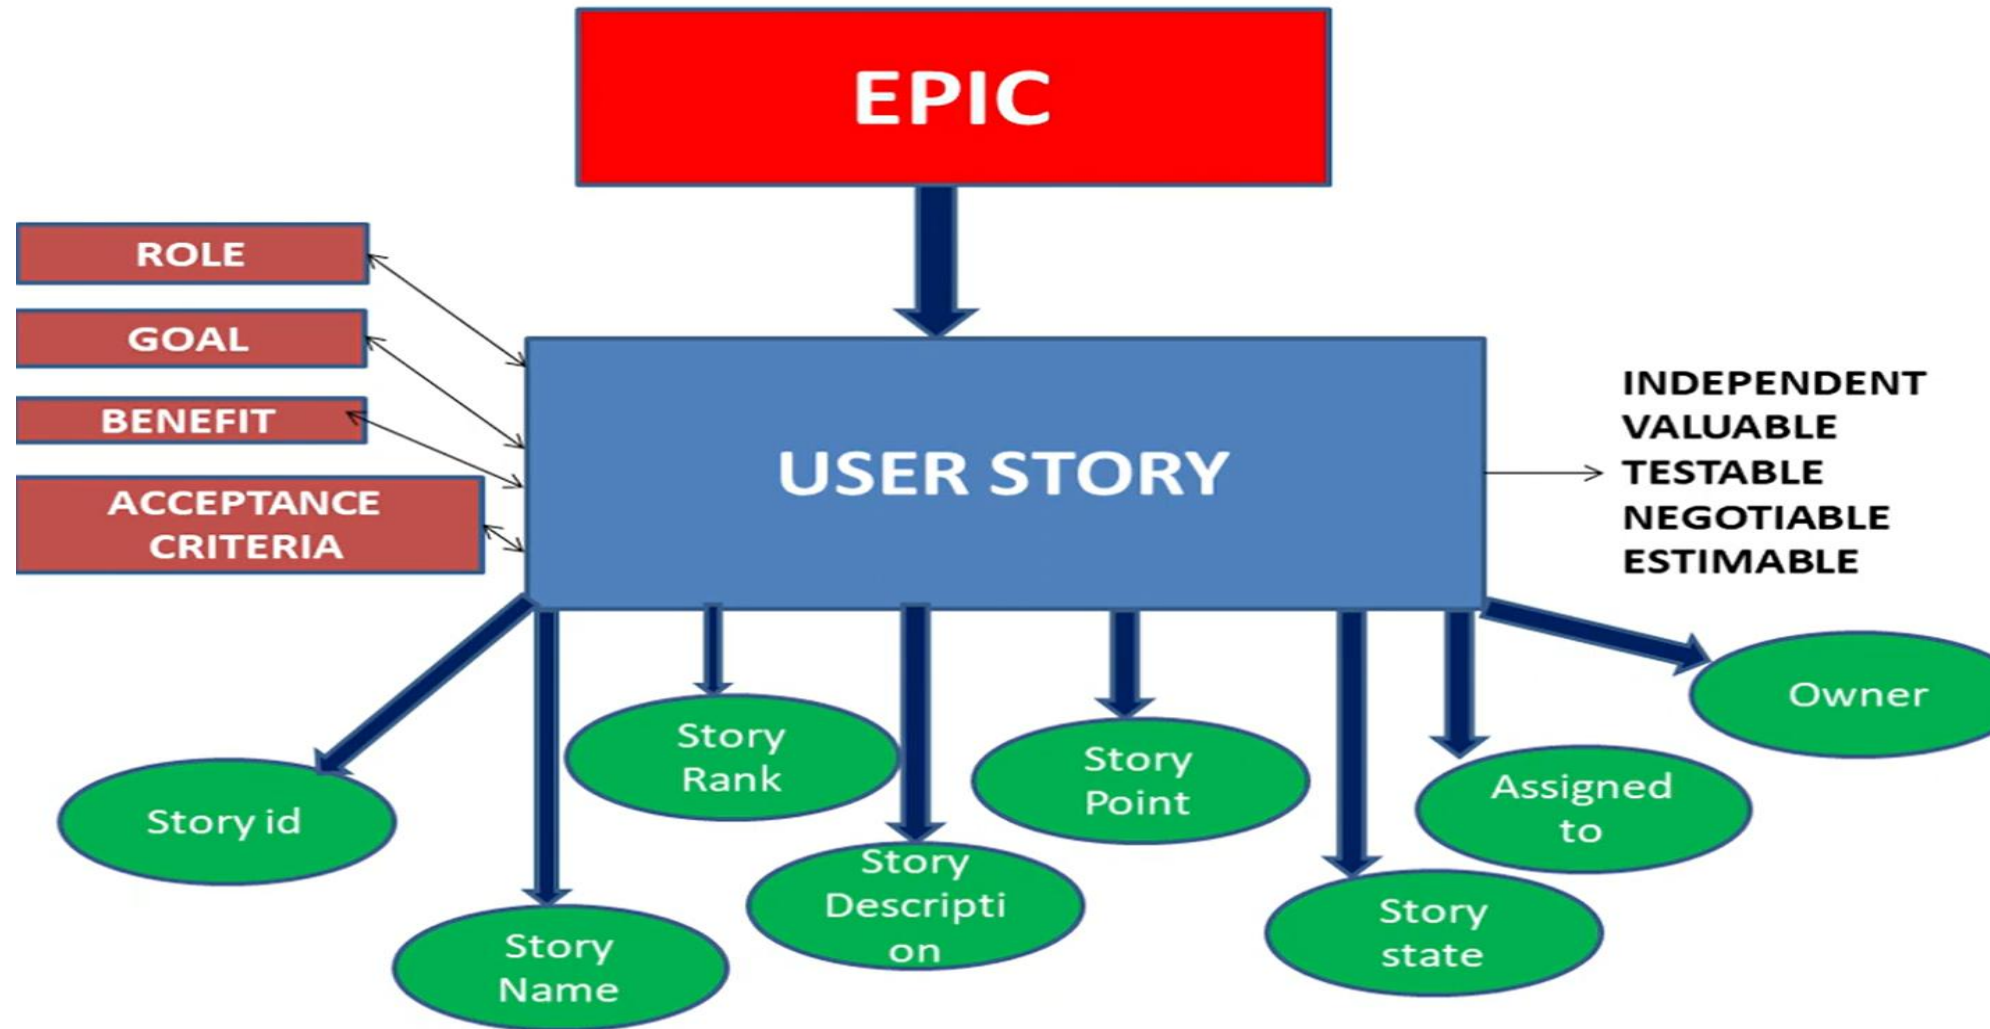 EPIC
ROLE
GOAL
BENEFIT
ACCEPTANCE
CRITERIA
USER STORY
INDEPENDENT
VALUABLE
TESTABLE
NEGOTIABLE
ESTIMABLE
Story id
Story
Name
Story
Rank
Story
Descripti
on
Story
Point
Story
state
Assigned
to
Owner